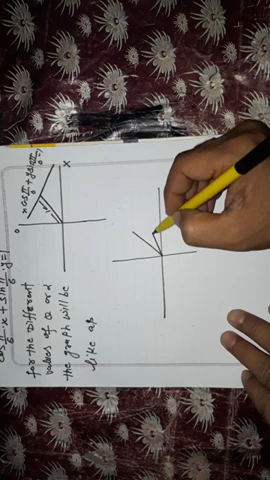 cos π/6 . x + sin π/6 . y = 1
x cos π/6 + y sin π/6 = 1
x
for the different
values of Q or α
the graph will be
like as